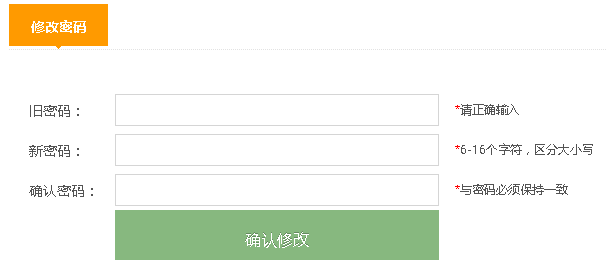 修改密码
旧密码： *请正确输入
新密码： *6-16个字符，区分大小写
确认密码： *与密码必须保持一致
确认修改